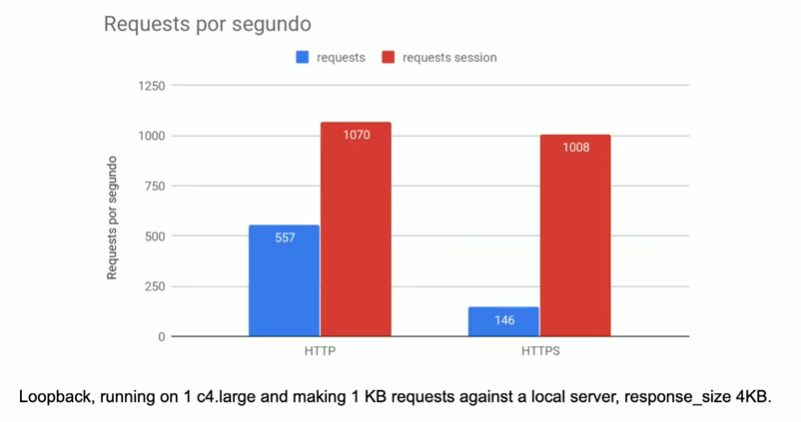 Requests por segundo
requests requests session
1250
1000
750
500
250
0
Requests por segundo
557
1070
146
1008
HTTP HTTPS
Loopback, running on 1 c4.large and making 1 KB requests against a local server, response_size 4KB.